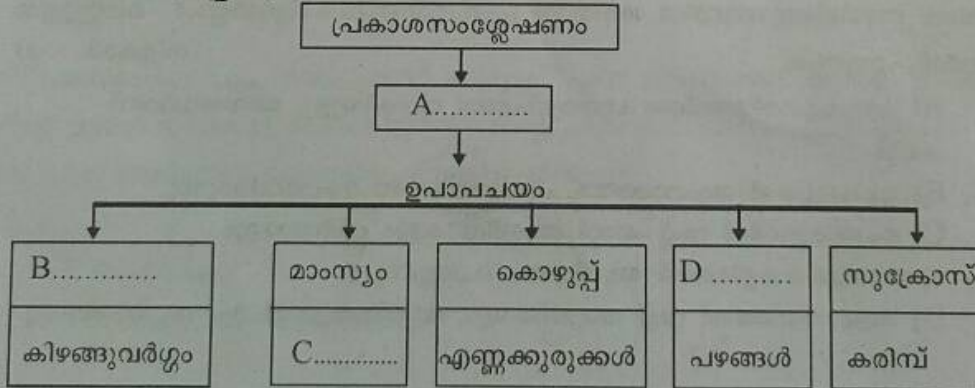 പ്രകാശസംശ്ലേഷണം
A............
ഉപാപചയം
B.............
മാംസ്യം
കൊഴുപ്പ്
D ..........
സുക്രോസ്
കിഴങ്ങുവർഗ്ഗം
C.............
എണ്ണക്കുരുക്കൾ
പഴങ്ങൾ
കരിമ്പ്